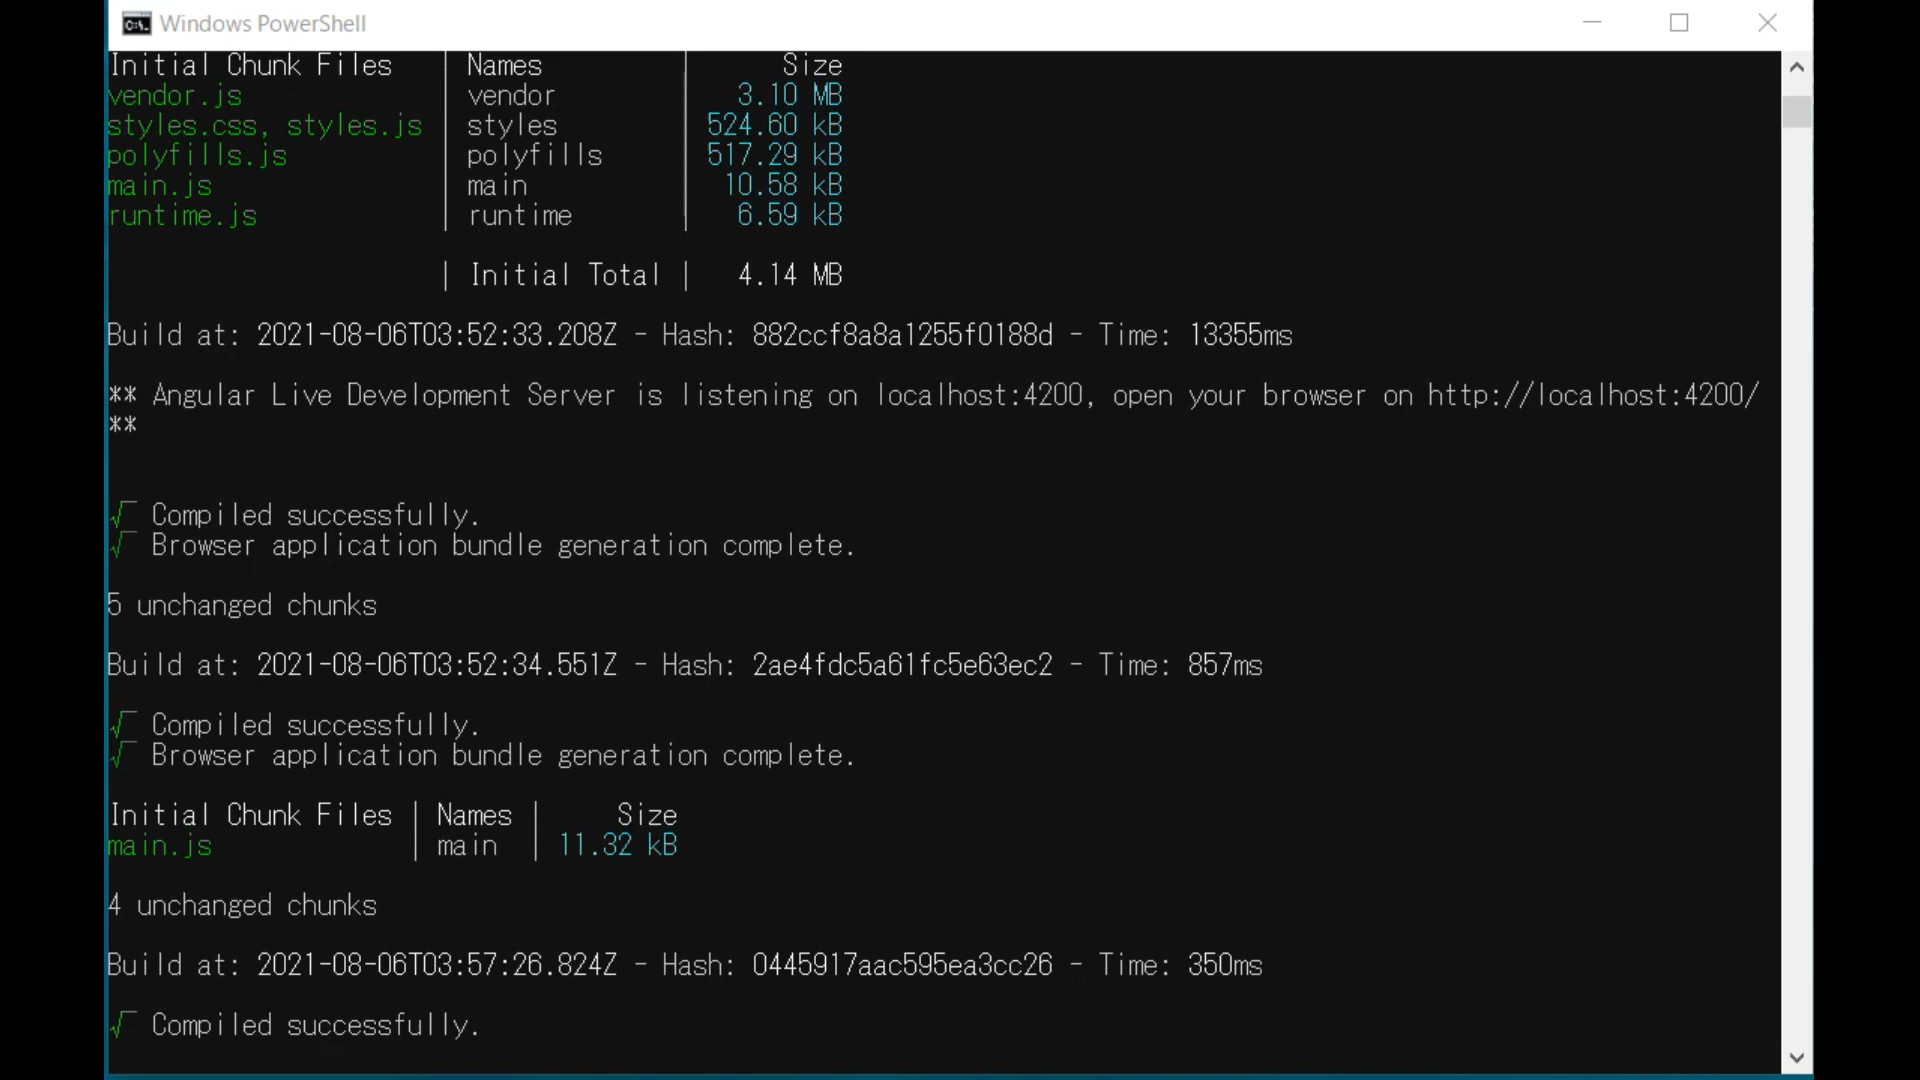 Windows PowerShell
Initial Chunk Files | Names | Size
vendor.js | vendor | 3.10 MB
styles.css, styles.js | styles | 524.60 kB
polyfills.js | polyfills | 517.29 kB
main.js | main | 10.58 kB
runtime.js | runtime | 6.59 kB
| Initial Total | 4.14 MB
Build at: 2021-08-06T03:52:33.208Z - Hash: 882ccf8a8a1255f0188d - Time: 13355ms
** Angular Live Development Server is listening on localhost:4200, open your browser on http://localhost:4200/
**
√ Compiled successfully.
√ Browser application bundle generation complete.
5 unchanged chunks
Build at: 2021-08-06T03:52:34.551Z - Hash: 2ae4fdc5a61fc5e63ec2 - Time: 857ms
√ Compiled successfully.
√ Browser application bundle generation complete.
Initial Chunk Files | Names | Size
main.js | main | 11.32 kB
4 unchanged chunks
Build at: 2021-08-06T03:57:26.824Z - Hash: 0445917aac595ea3cc26 - Time: 350ms
√ Compiled successfully.